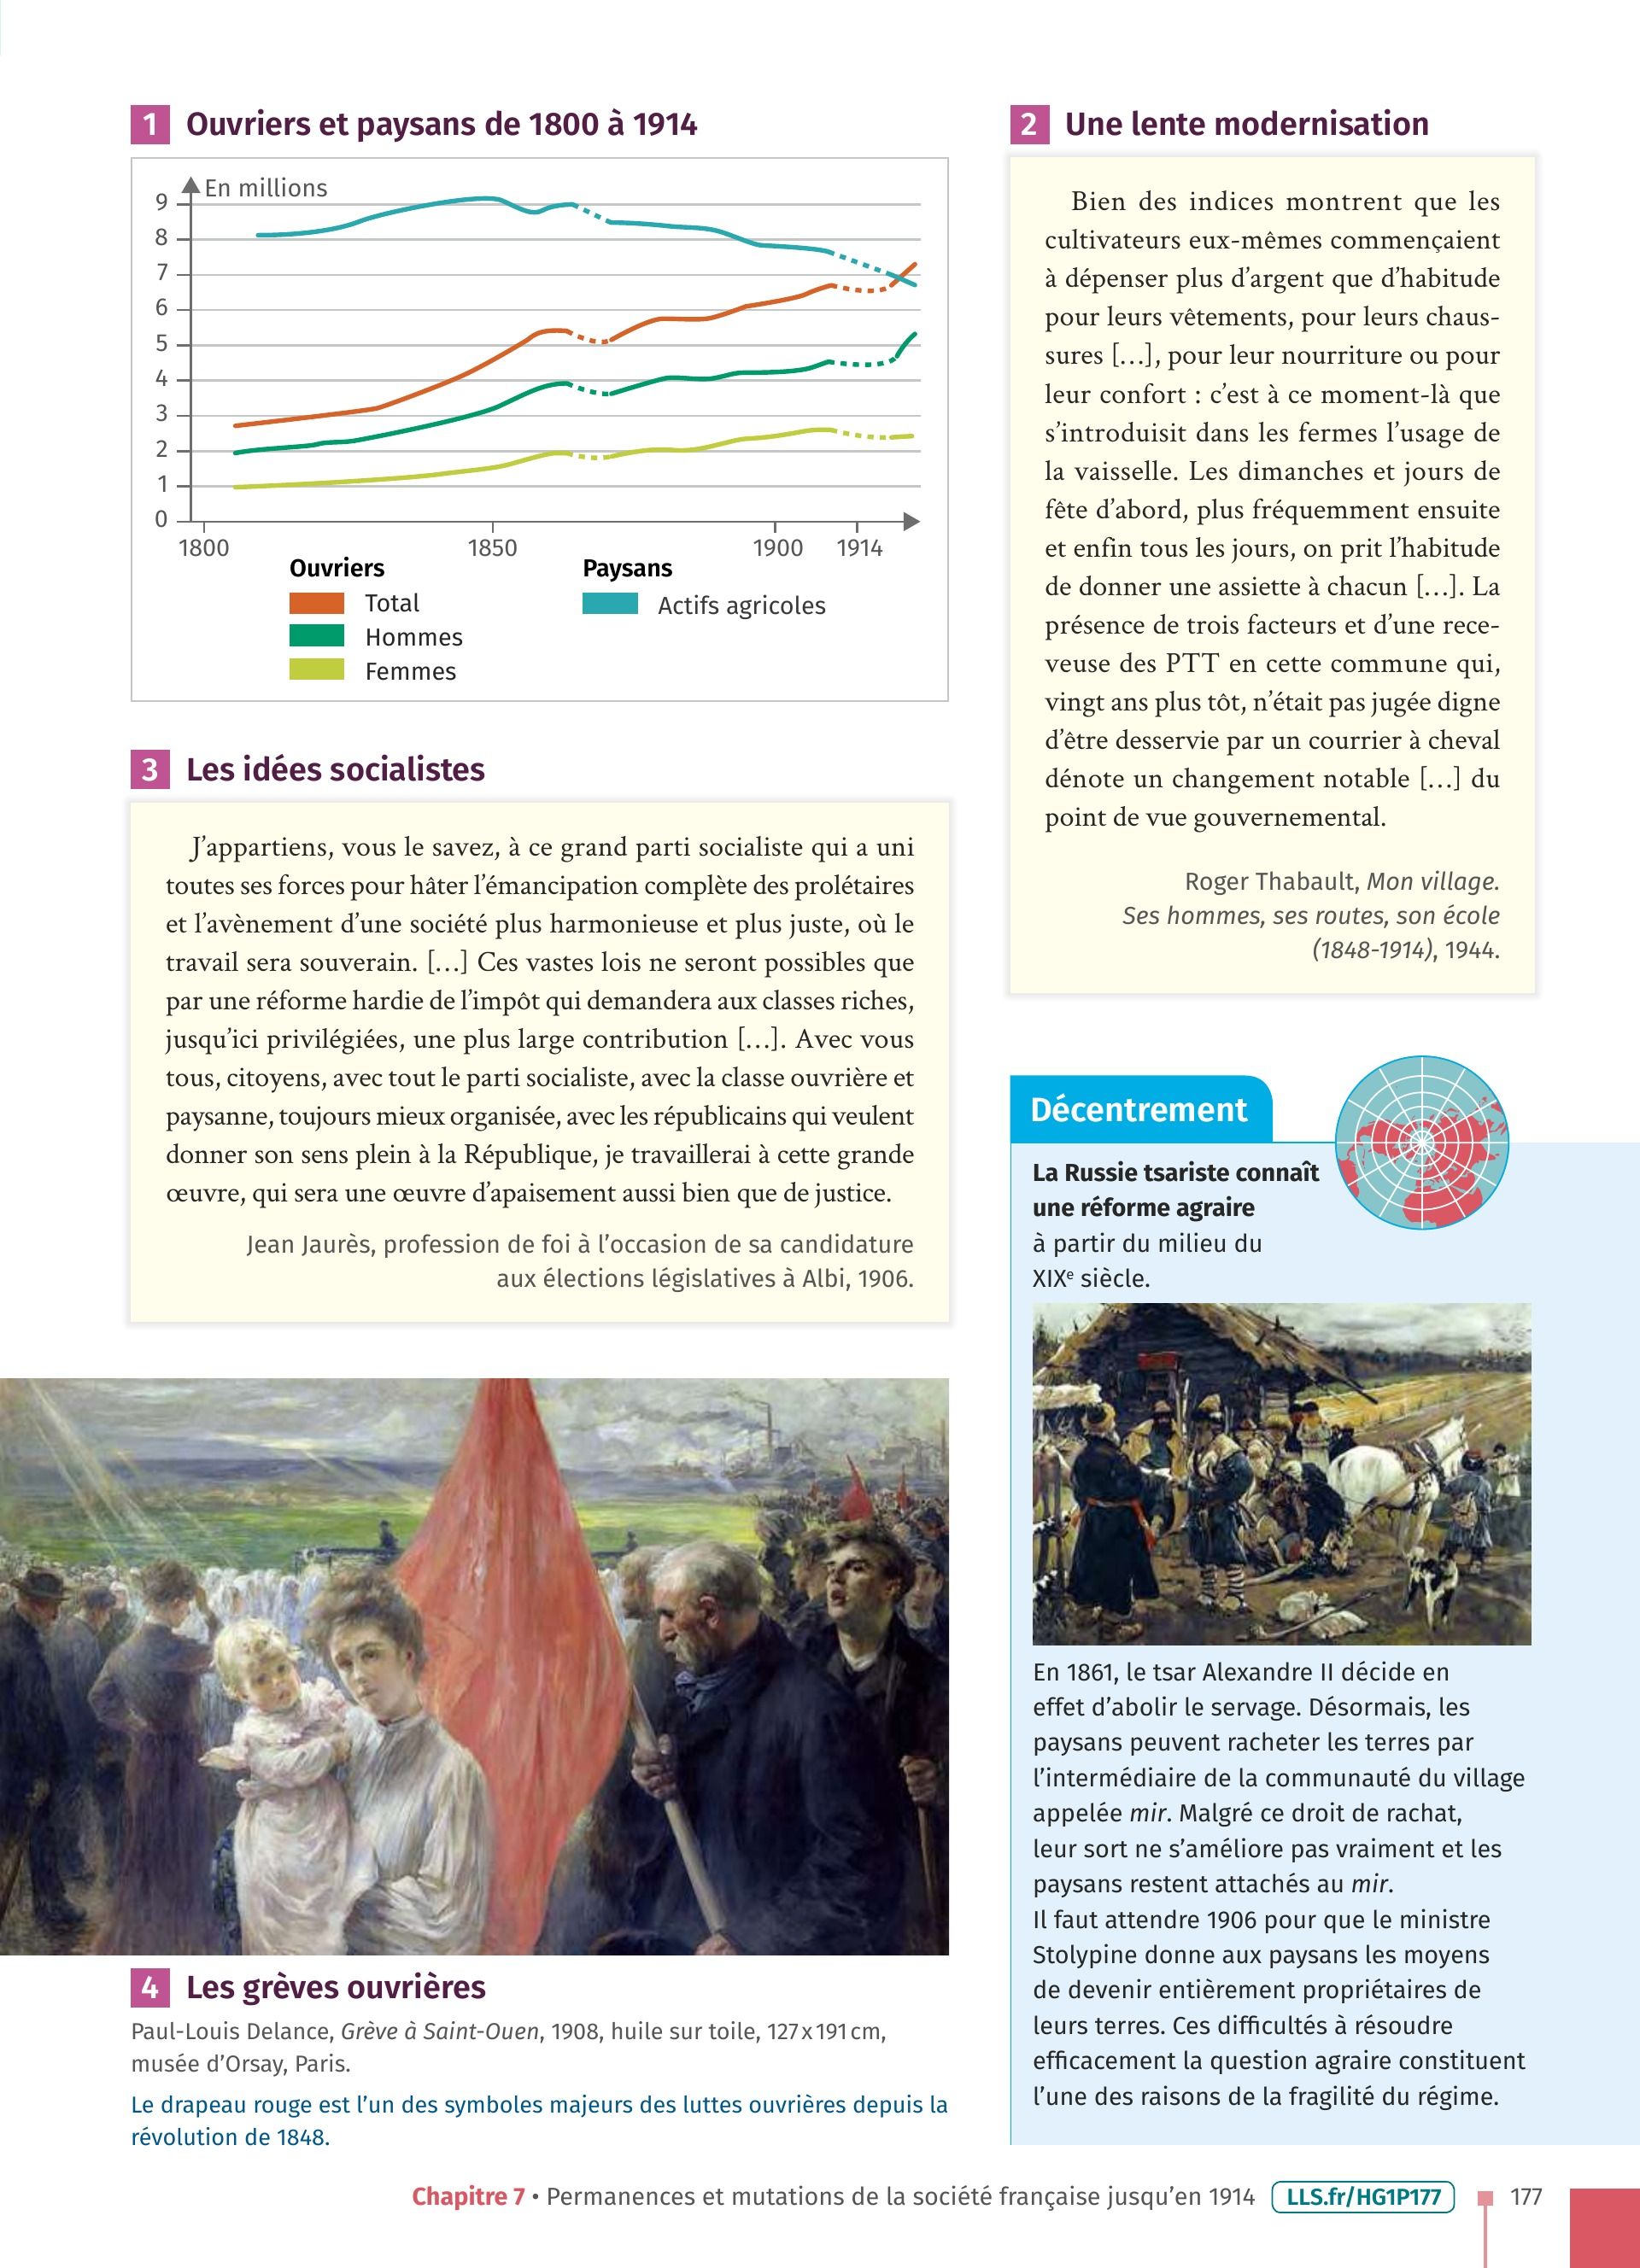 1 Ouvriers et paysans de 1800 à 1914
En millions
9
8
7
6
5
4
3
2
1
0
1800 1850 1900 1914
Ouvriers Paysans
Total Actifs agricoles
Hommes
Femmes
2 Une lente modernisation
Bien des indices montrent que les
cultivateurs eux-mêmes commençaient
à dépenser plus d’argent que d’habitude
pour leurs vêtements, pour leurs chaus-
sures […], pour leur nourriture ou pour
leur confort : c’est à ce moment-là que
s’introduisit dans les fermes l’usage de
la vaisselle. Les dimanches et jours de
fête d’abord, plus fréquemment ensuite
et enfin tous les jours, on prit l’habitude
de donner une assiette à chacun […]. La
présence de trois facteurs et d’une rece-
veuse des PTT en cette commune qui,
vingt ans plus tôt, n’était pas jugée digne
d’être desservie par un courrier à cheval
dénote un changement notable […] du
point de vue gouvernemental.
Roger Thabault, Mon village.
Ses hommes, ses routes, son école
(1848-1914), 1944.
3 Les idées socialistes
J’appartiens, vous le savez, à ce grand parti socialiste qui a uni
toutes ses forces pour hâter l’émancipation complète des prolétaires
et l’avènement d’une société plus harmonieuse et plus juste, où le
travail sera souverain. […] Ces vastes lois ne seront possibles que
par une réforme hardie de l’impôt qui demandera aux classes riches,
jusqu’ici privilégiées, une plus large contribution […]. Avec vous
tous, citoyens, avec tout le parti socialiste, avec la classe ouvrière et
paysanne, toujours mieux organisée, avec les républicains qui veulent
donner son sens plein à la République, je travaillerai à cette grande
œuvre, qui sera une œuvre d’apaisement aussi bien que de justice.
Jean Jaurès, profession de foi à l’occasion de sa candidature
aux élections législatives à Albi, 1906.
4 Les grèves ouvrières
Paul-Louis Delance, Grève à Saint-Ouen, 1908, huile sur toile, 127 x 191 cm,
musée d’Orsay, Paris.
Le drapeau rouge est l’un des symboles majeurs des luttes ouvrières depuis la
révolution de 1848.
Décentrement
La Russie tsariste connaît
une réforme agraire
à partir du milieu du
XIXe siècle.
En 1861, le tsar Alexandre II décide en
effet d’abolir le servage. Désormais, les
paysans peuvent racheter les terres par
l’intermédiaire de la communauté du village
appelée mir. Malgré ce droit de rachat,
leur sort ne s’améliore pas vraiment et les
paysans restent attachés au mir.
Il faut attendre 1906 pour que le ministre
Stolypine donne aux paysans les moyens
de devenir entièrement propriétaires de
leurs terres. Ces difficultés à résoudre
efficacement la question agraire constituent
l’une des raisons de la fragilité du régime.
Chapitre 7 • Permanences et mutations de la société française jusqu’en 1914 LLS.fr/HG1P177 177